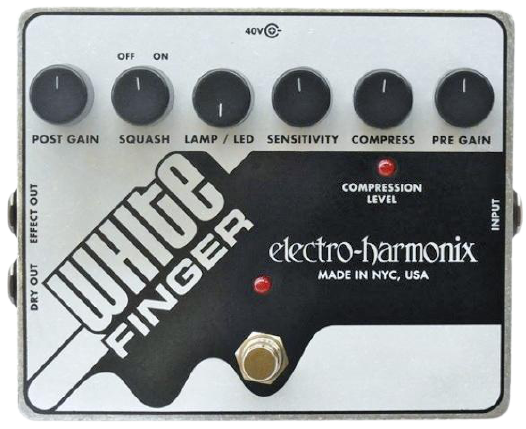 40V
OFF ON
POST GAIN SQUASH LAMP / LED SENSITIVITY COMPRESS PRE GAIN
COMPRESSION
LEVEL
EFFECT OUT
DRY OUT
INPUT
WHITE
FINGER
electro-harmonix
MADE IN NYC, USA